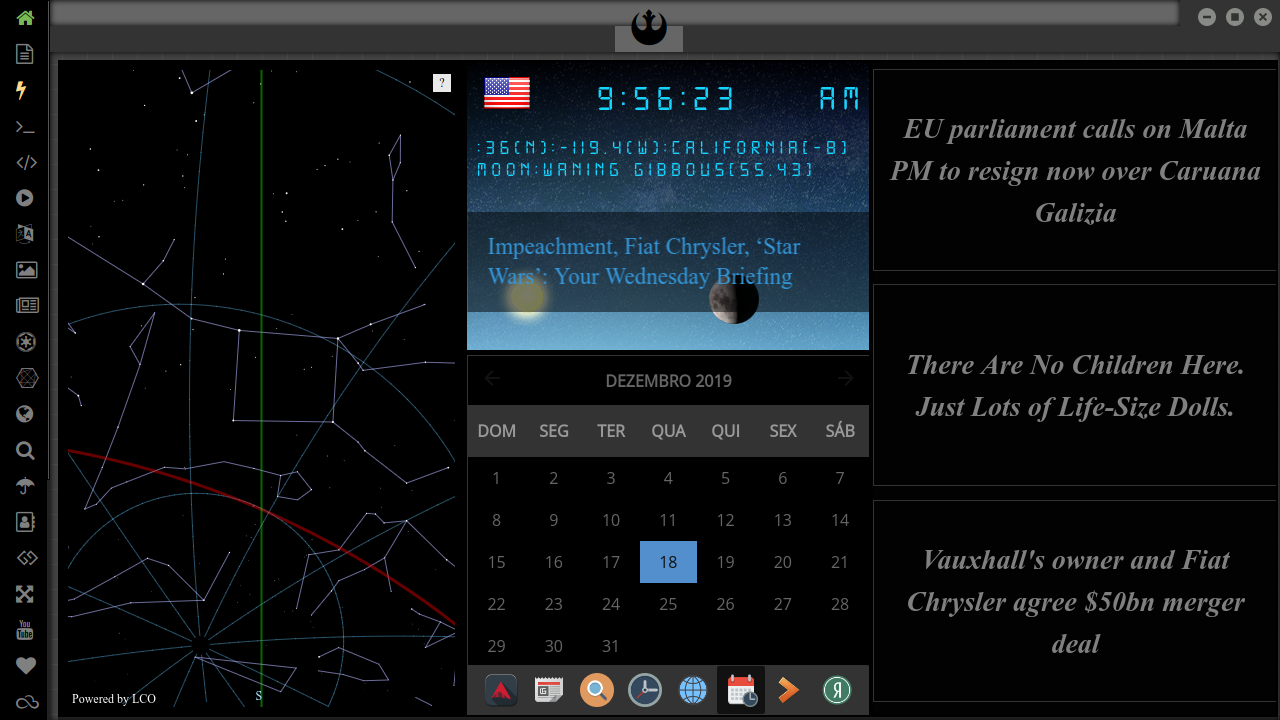 ?
9:56:23 AM
:36(N):-119.4(W):CALIFORNIA(-8)
MOON:WANING GIBBOUS(55.43)
Impeachment, Fiat Chrysler, ‘Star
Wars’: Your Wednesday Briefing
DEZEMBRO 2019
DOM SEG TER QUA QUI SEX SÁB
1 2 3 4 5 6 7
8 9 10 11 12 13 14
15 16 17 18 19 20 21
22 23 24 25 26 27 28
29 30 31
EU parliament calls on Malta
PM to resign now over Caruana
Galizia
There Are No Children Here.
Just Lots of Life-Size Dolls.
Vauxhall's owner and Fiat
Chrysler agree $50bn merger
deal
Powered by LCO
S
You
Tube
Я